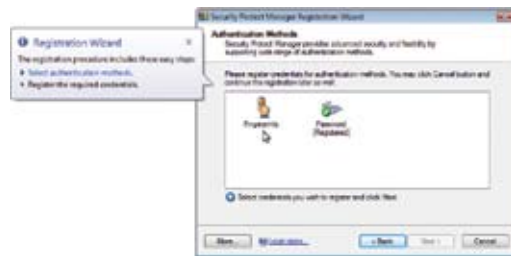 Security Protect Manager Registration Wizard
Authentication Methods
Security Protect Manager provides advanced security and flexibility by
supporting wide range of authentication methods.
Registration Wizard
The registration procedure includes these easy steps:
Select authentication methods.
Register the required credentials.
Please register credentials for authentication methods. You may click Cancel button and
continue the registration later as well.
Fingerprints
Password
(Registered)
Select credentials you wish to register and click Next.
More...
< Back
Next >
Cancel